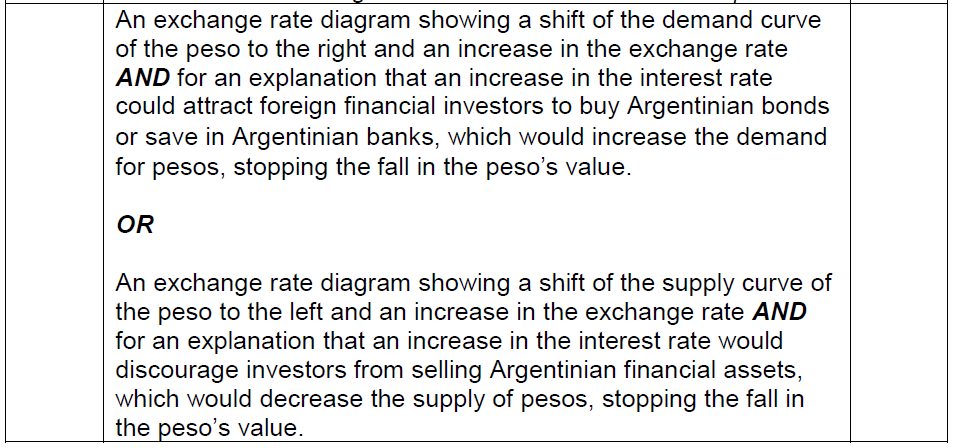 An exchange rate diagram showing a shift of the demand curve
of the peso to the right and an increase in the exchange rate
AND for an explanation that an increase in the interest rate
could attract foreign financial investors to buy Argentinian bonds
or save in Argentinian banks, which would increase the demand
for pesos, stopping the fall in the peso's value.
OR
An exchange rate diagram showing a shift of the supply curve of
the peso to the left and an increase in the exchange rate AND
for an explanation that an increase in the interest rate would
discourage investors from selling Argentinian financial assets,
which would decrease the supply of pesos, stopping the fall in
the peso's value.